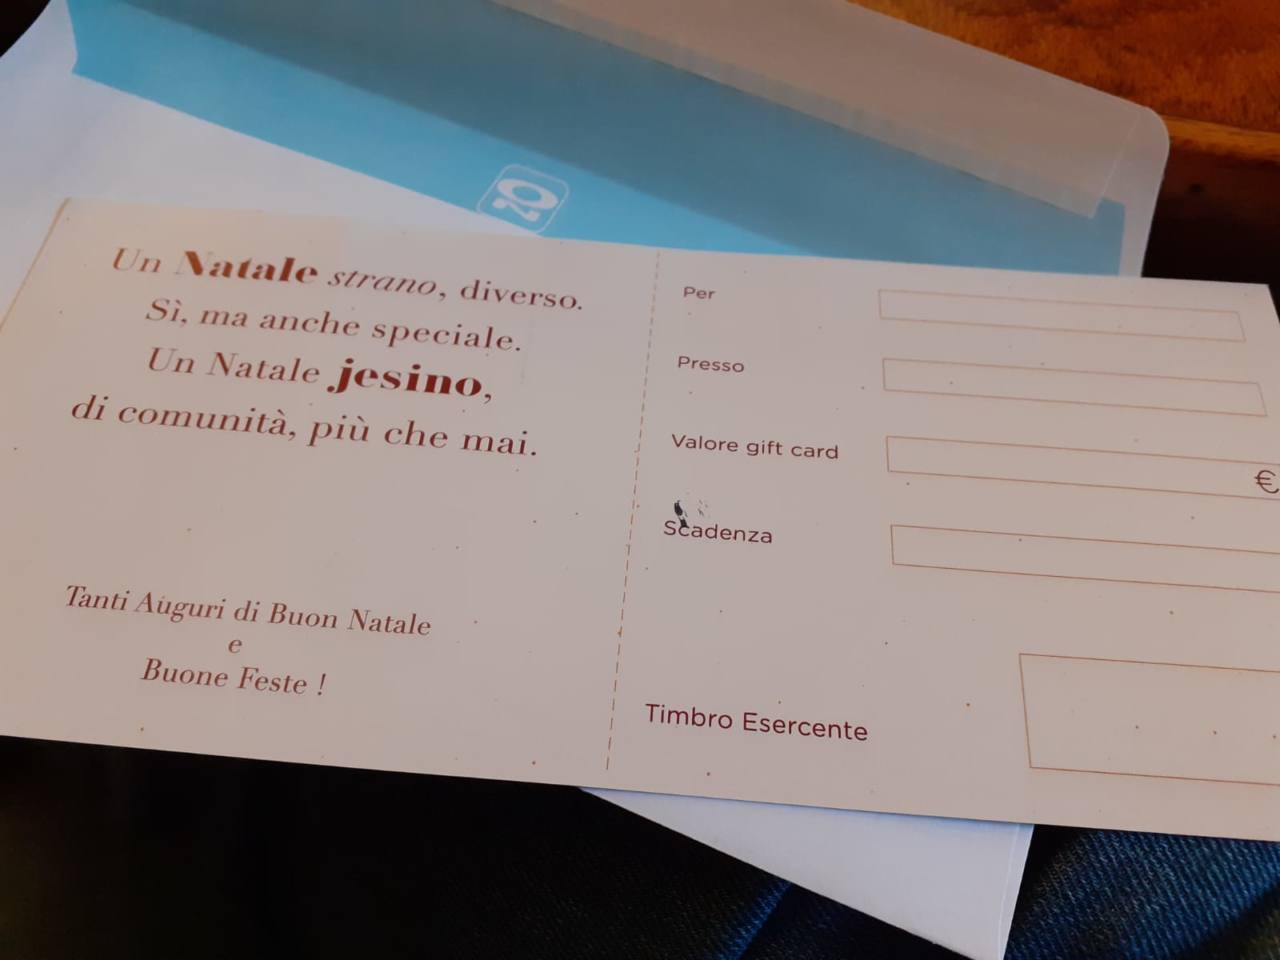 Un Natale strano, diverso.
Sì, ma anche speciale.
Un Natale jesino,
di comunità, più che mai.
Tanti Auguri di Buon Natale
e
Buone Feste !
Per
Presso
Valore gift card
€
Scadenza
Timbro Esercente